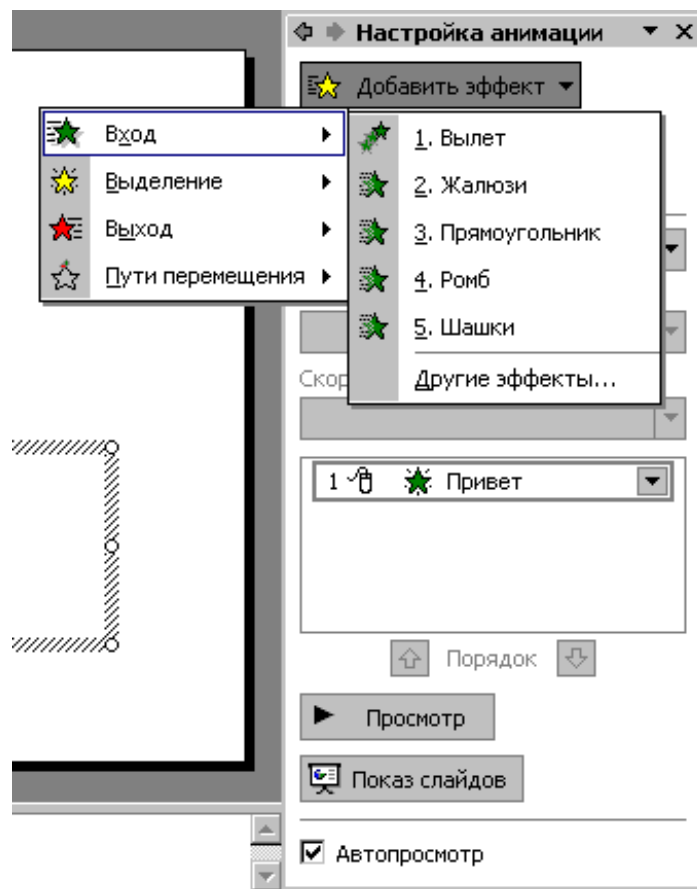 Настройка анимации
Добавить эффект
Вход
Выделение
Выход
Пути перемещения
1. Вылет
2. Жалюзи
3. Прямоугольник
4. Ромб
5. Шашки
Другие эффекты...
1 Привет
Порядок
Просмотр
Показ слайдов
Автопросмотр